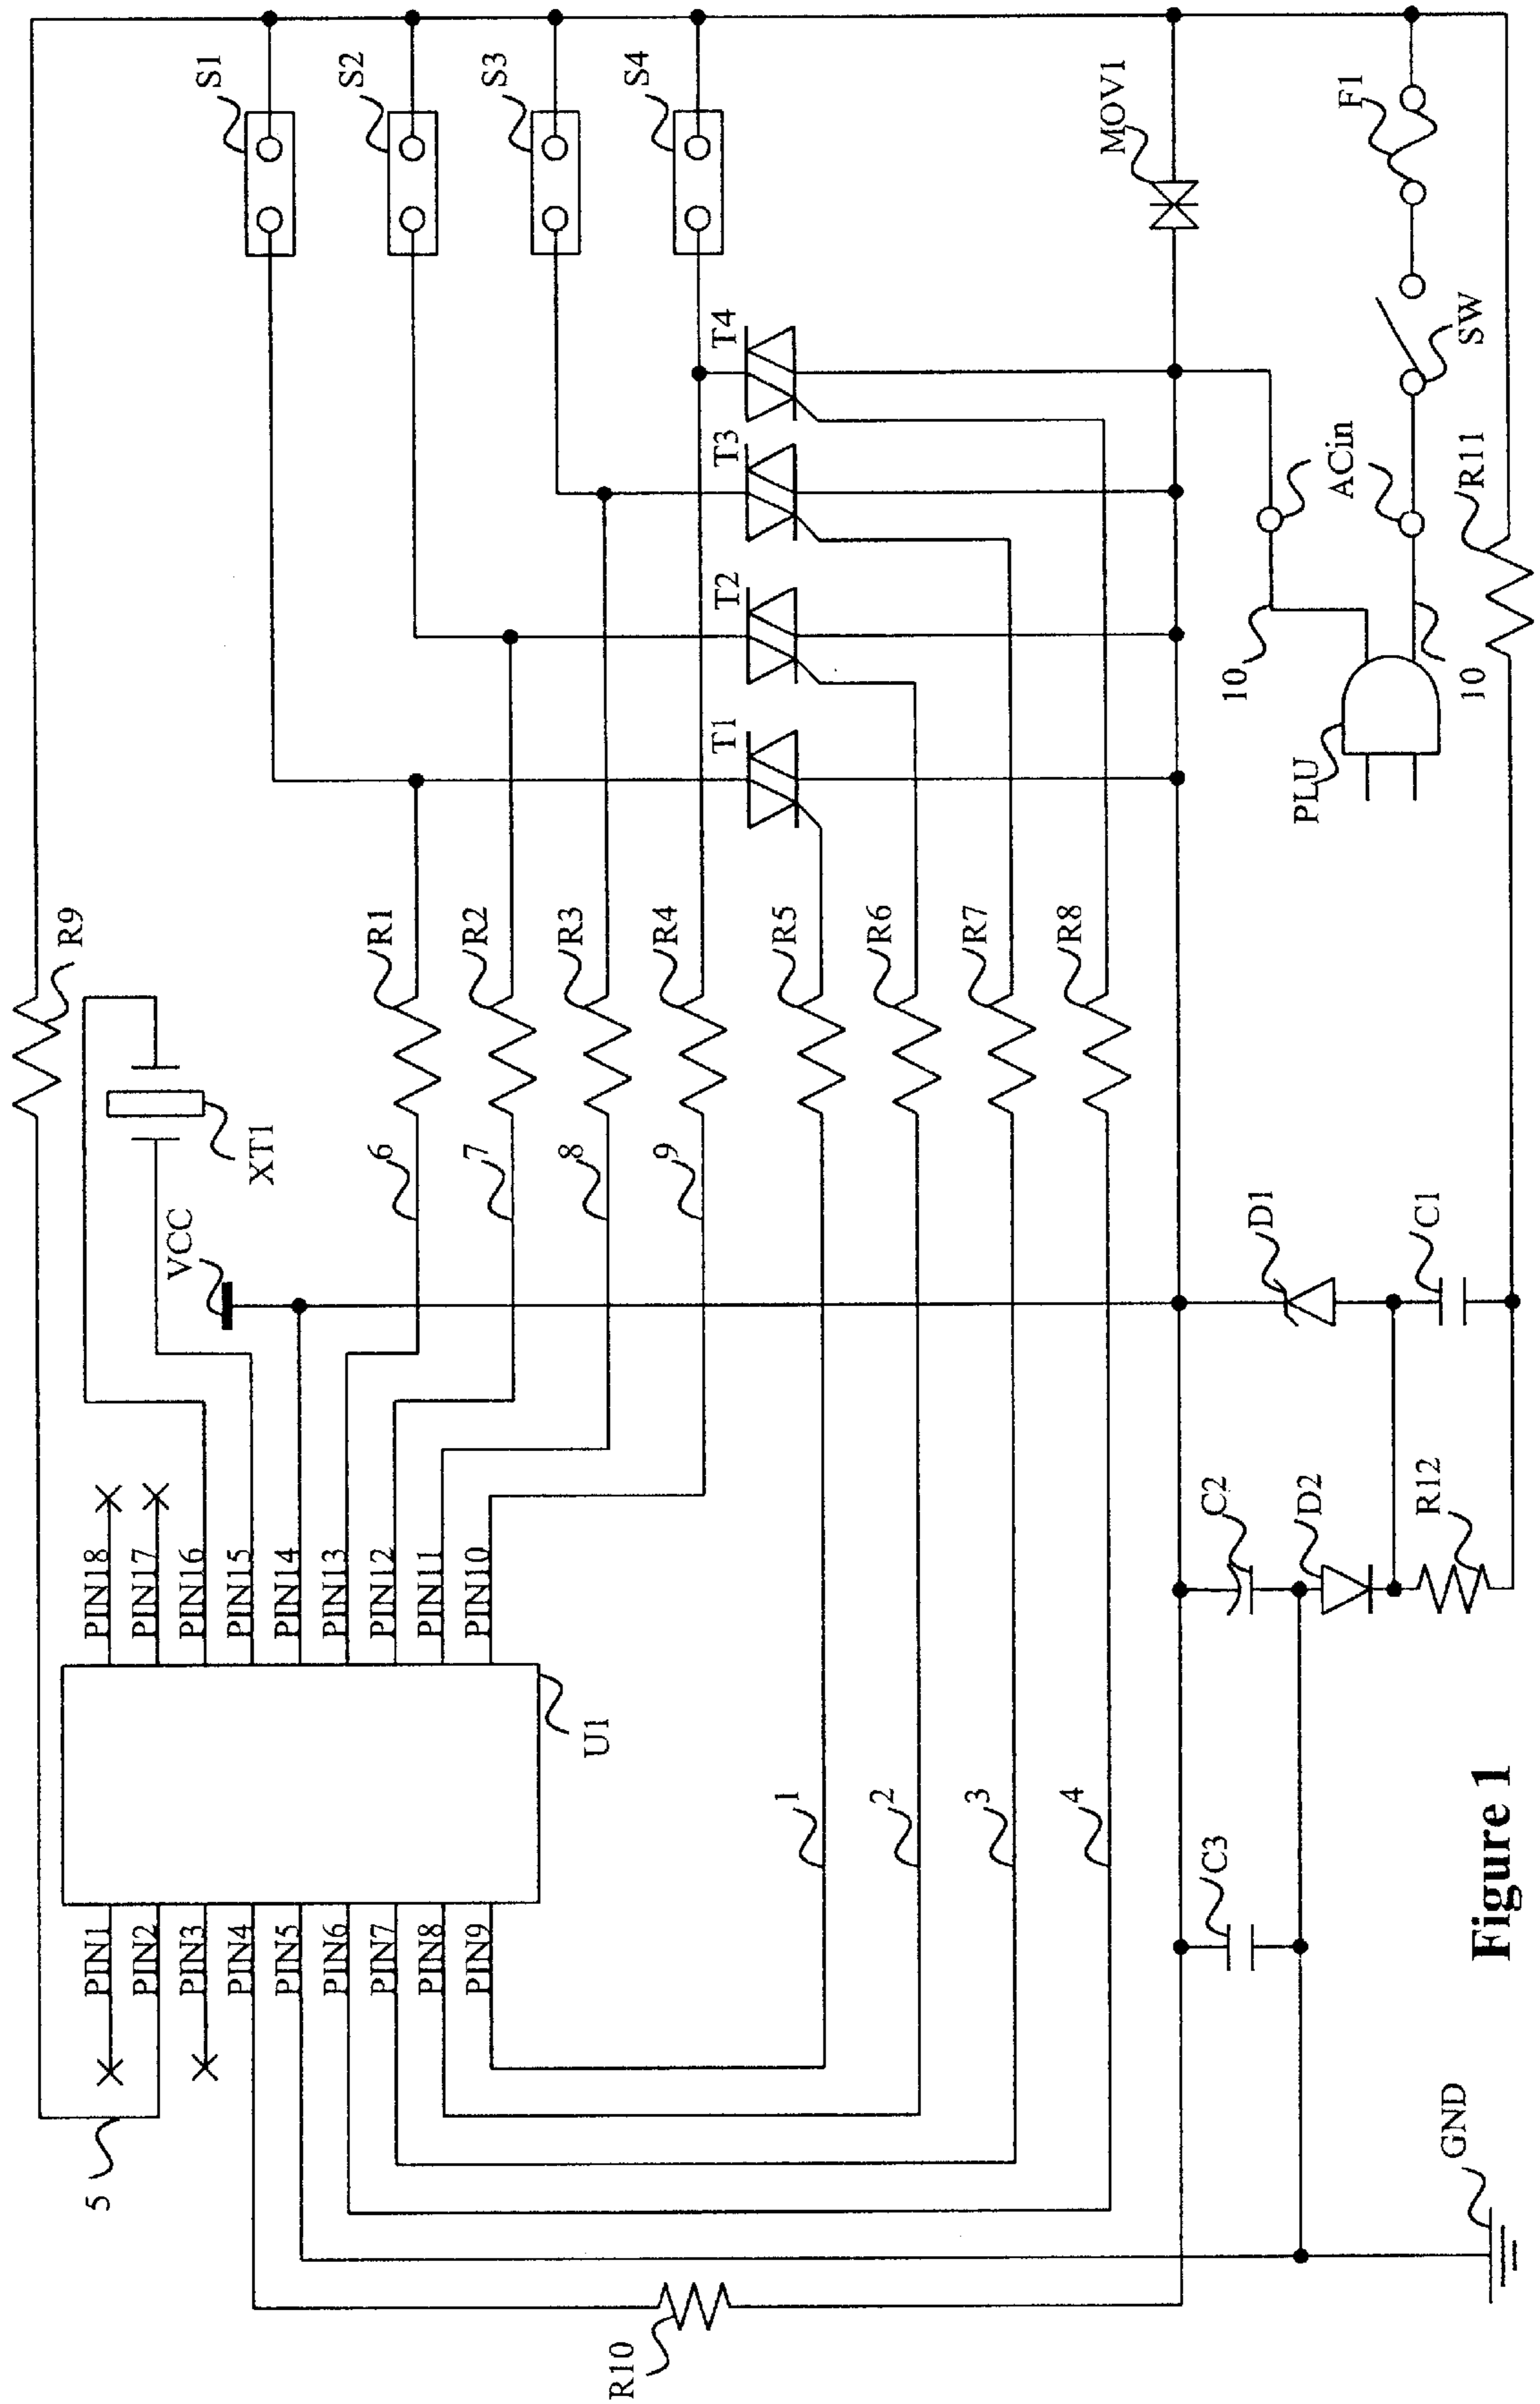 R9
S1
S2
S3
S4
XT1
VCC
PIN18
PIN17
PIN16
PIN15
PIN14
PIN13
PIN12
PIN11
PIN10
PIN1
PIN2
PIN3
PIN4
PIN5
PIN6
PIN7
PIN8
PIN9
U1
5
6
7
8
9
R1
R2
R3
R4
R5
R6
R7
R8
T1
T2
T3
T4
1
2
3
4
MOV1
F1
SW
ACin
10
10
PLU
R11
D1
C1
C2
D2
R12
C3
R10
GND
Figure 1